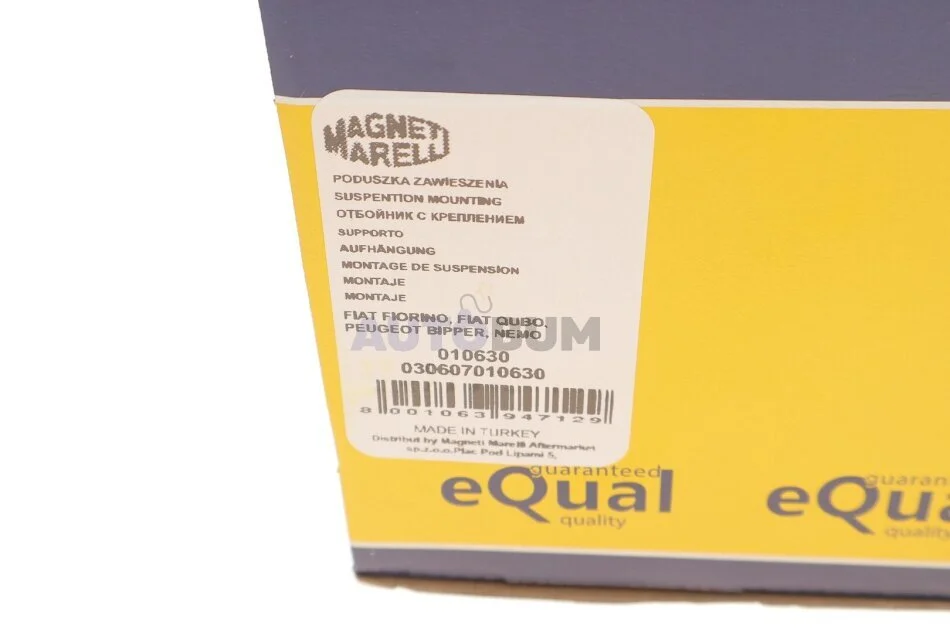 MAGNETI
MARELLI
PODUSZKA ZAWIESZENIA
SUSPENTION MOUNTING
ОТБОЙНИК С КРЕПЛЕНИЕМ
SUPPORTO
AUFHÄNGUNG
MONTAGE DE SUSPENSION
MONTAJE
MONTAJE
FIAT FIORINO, FIAT QUBO,
PEUGEOT BIPPER, NEMO
AUTOBUM
010630
030607010630
8 001063 947129
MADE IN TURKEY
Distribut by Magneti Marelli Aftermarket
sp.z.o.o.Plac Pod Lipami 5,
guaranteed
eQual
quality
guaran
eQua
quality